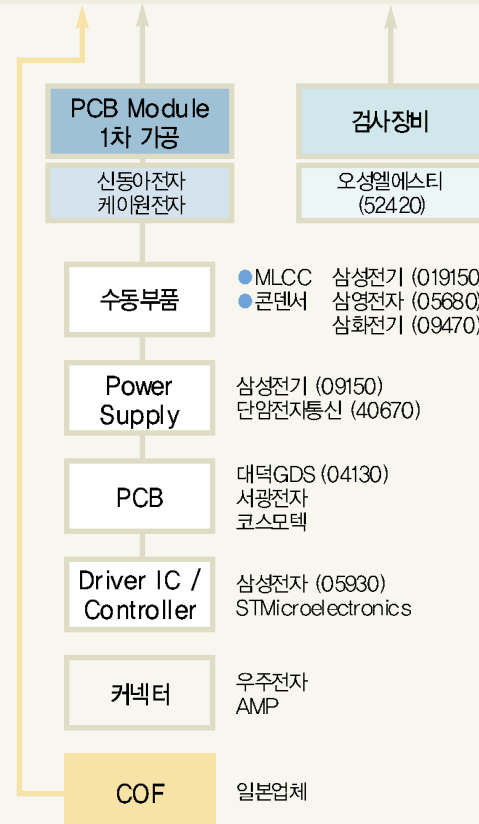 PCB Module
1차 가공
신동아전자
케이원전자
검사장비
오성엘에스티
(52420)
수동부품
●MLCC 삼성전기 (019150)
●콘덴서 삼영전자 (05680)
삼화전기 (09470)
Power
Supply
삼성전기 (09150)
단암전자통신 (40670)
PCB
대덕GDS (04130)
서광전자
코스모텍
Driver IC /
Controller
삼성전자 (05930)
STMicroelectronics
커넥터
우주전자
AMP
COF
일본업체